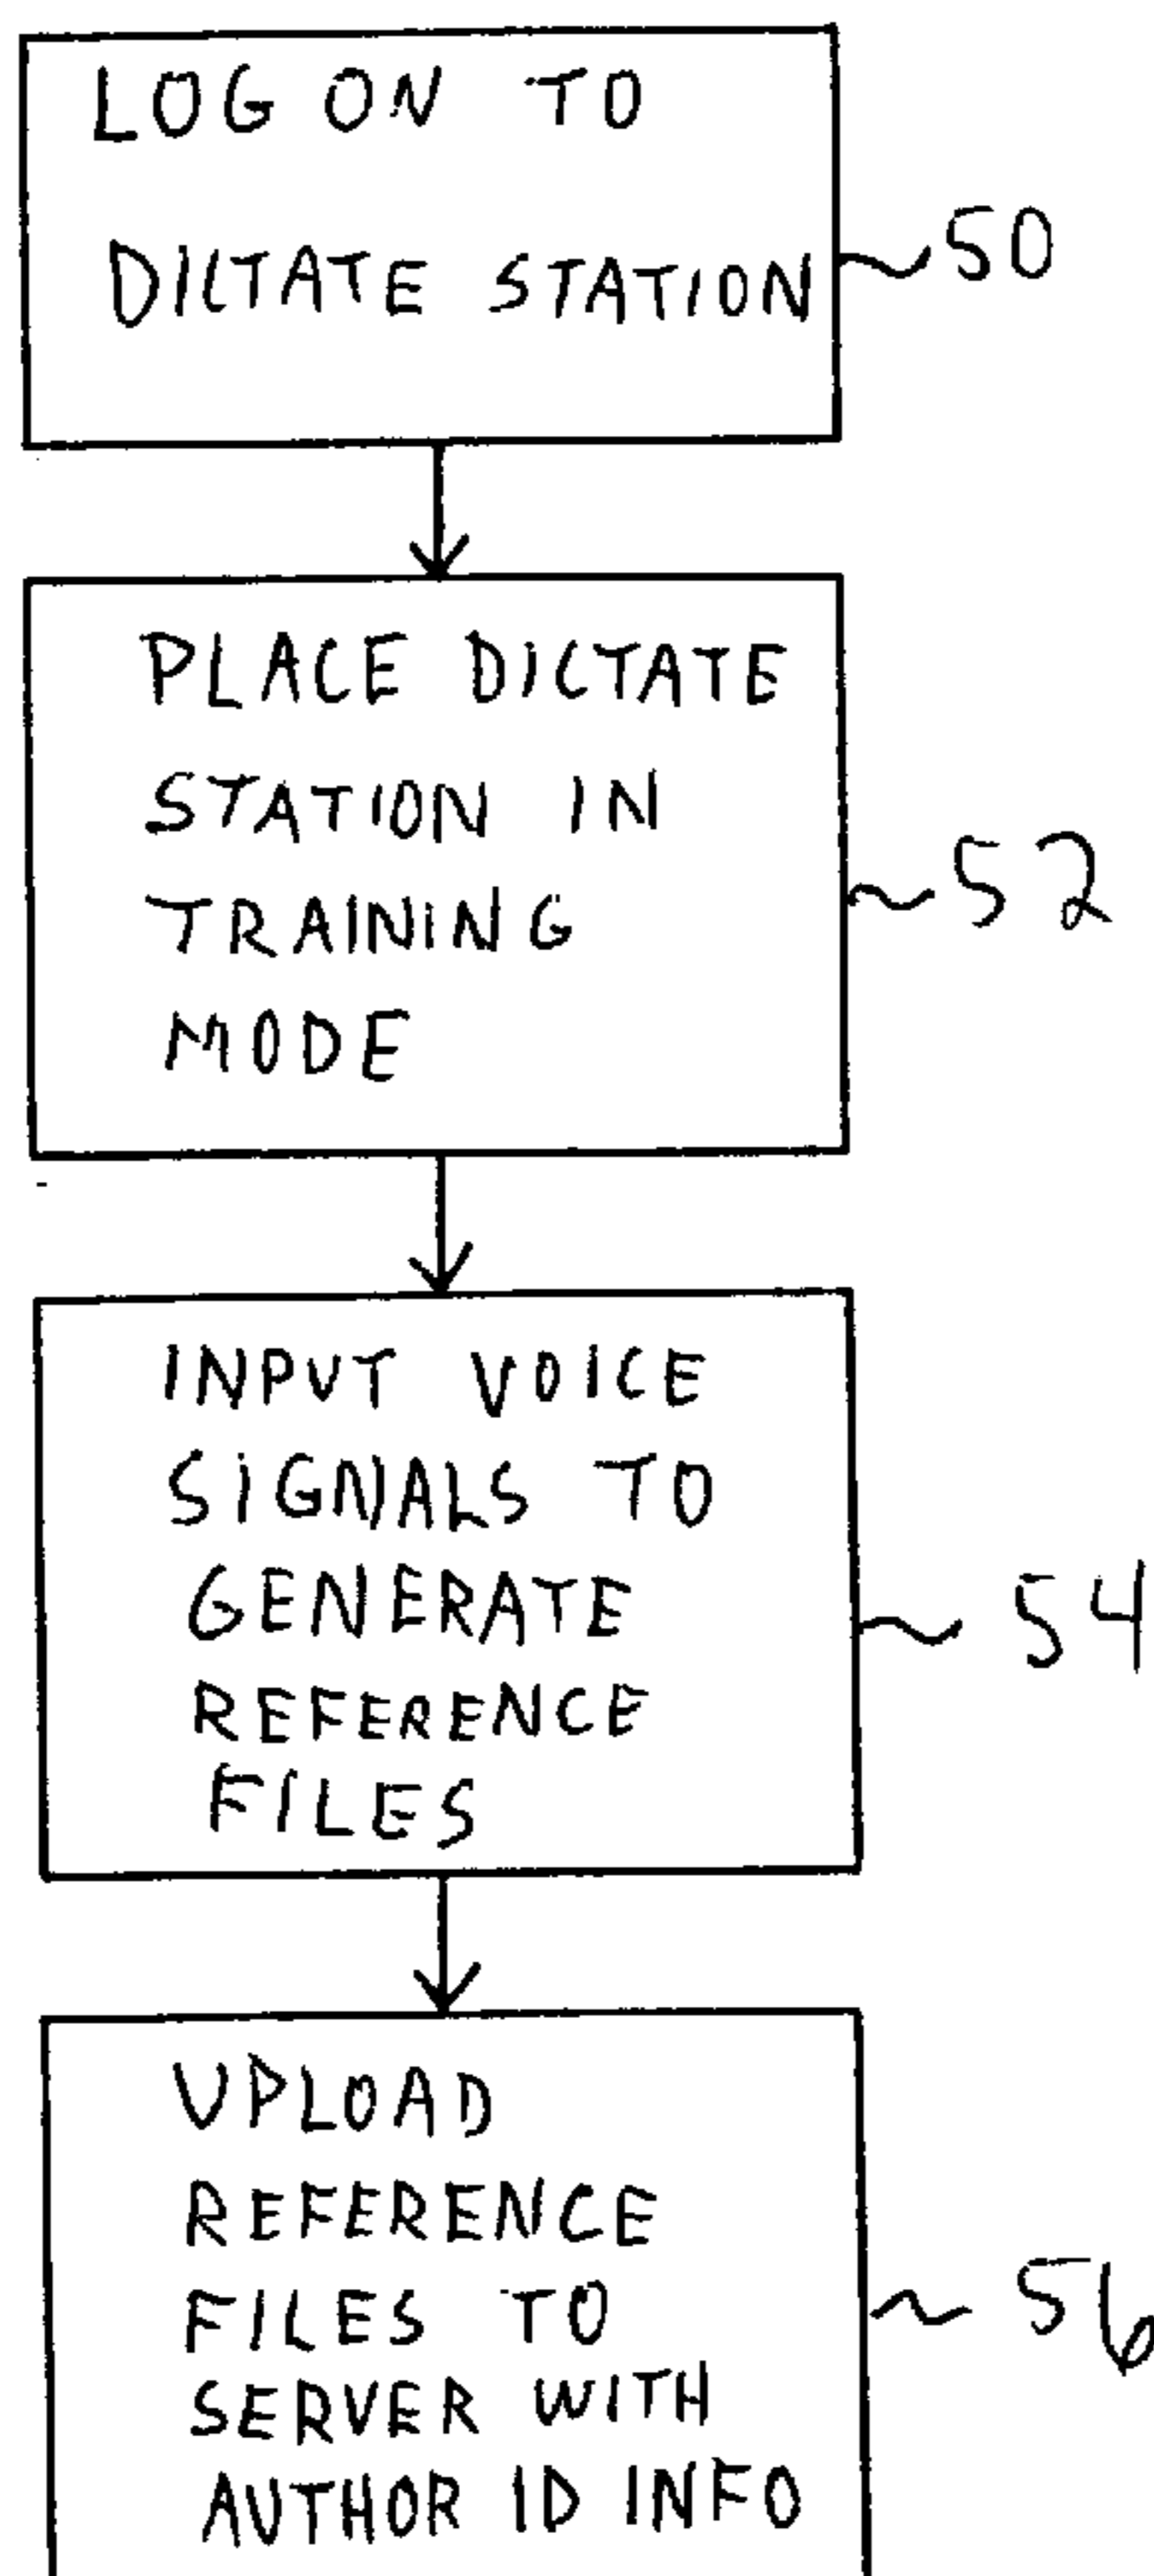 LOG ON TO
DICTATE STATION
50
PLACE DICTATE
STATION IN
TRAINING
MODE
52
INPUT VOICE
SIGNALS TO
GENERATE
REFERENCE
FILES
54
UPLOAD
REFERENCE
FILES TO
SERVER WITH
AUTHOR ID INFO
56